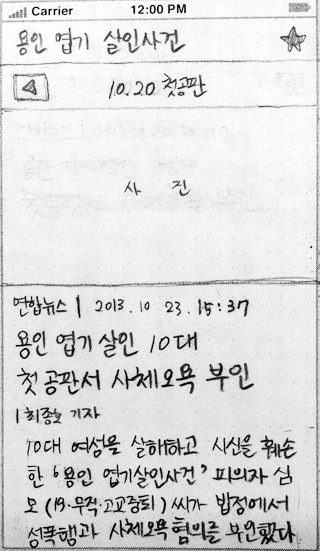 Carrier 12:00 PM
용인 엽기 살인사건
10.20 첫공판
사 진
연합뉴스 | 2013. 10 23. 15:37
용인 엽기 살인 10대
첫 공판서 사체오욕 부인
| 최종호 기자
10대 여성을 살해하고 시신을 훼손
한 '용인 엽기살인사건' 피의자 심
모 (19·무직·고교중퇴) 씨가 법정에서
성폭행과 사체오욕 혐의를 부인했다